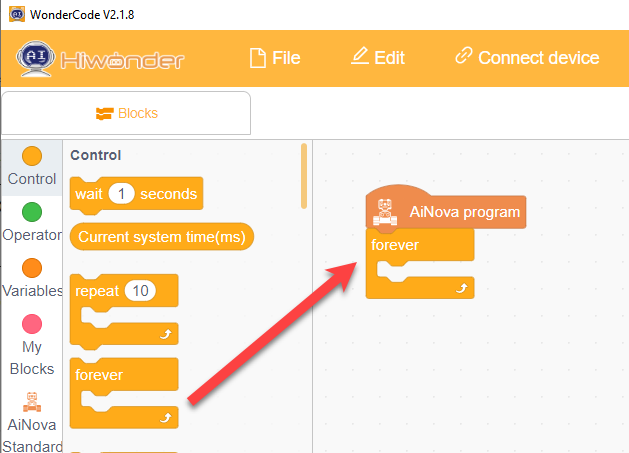 WonderCode V2.1.8
AI Hiwonder
File
Edit
Connect device
Blocks
Control
Operator
Variables
My
Blocks
AiNova
Standard
Control
wait 1 seconds
Current system time(ms)
repeat 10
forever
AiNova program
forever